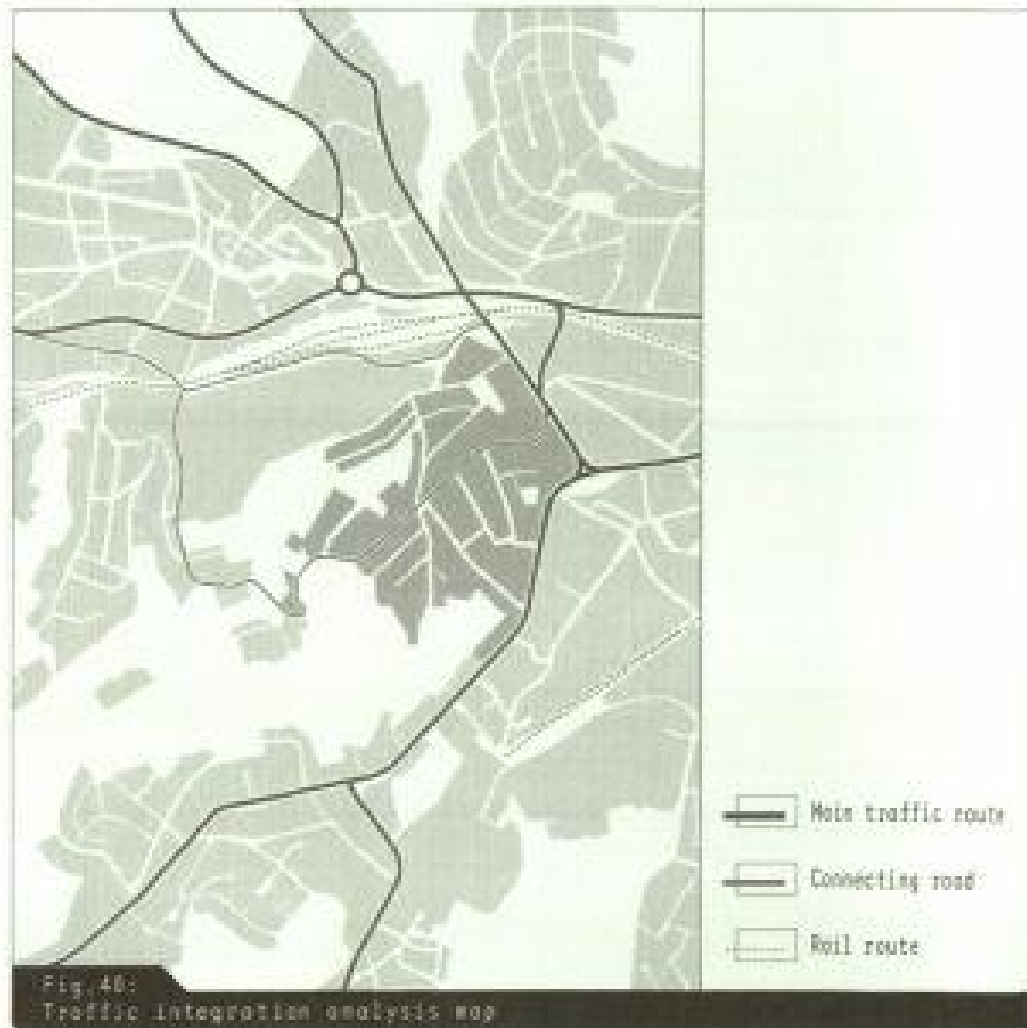 Main traffic route
Connecting road
Rail route
Fig.40:
Traffic integration analysis map